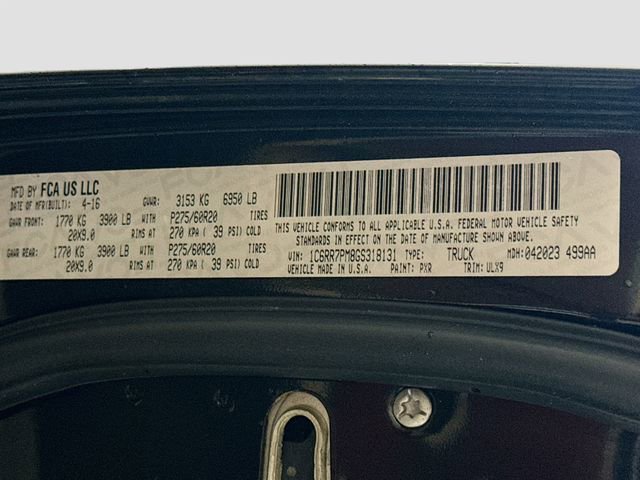 MFD BY FCA US LLC
DATE OF MFR(BUILT): 4-16 GVWR: 3153 KG 6950 LB
GAWR FRONT: 1770 KG 3900 LB WITH P275/60R20 TIRES
20X9.0 RIMS AT 270 KPA ( 39 PSI) COLD
GAWR REAR: 1770 KG 3900 LB WITH P275/60R20 TIRES
20X9.0 RIMS AT 270 KPA ( 39 PSI) COLD
THIS VEHICLE CONFORMS TO ALL APPLICABLE U.S.A. FEDERAL MOTOR VEHICLE SAFETY
STANDARDS IN EFFECT ON THE DATE OF MANUFACTURE SHOWN ABOVE.
VIN: 1C6RR7PM8GS318131 TYPE: TRUCK MDH: 042023 499AA
VEHICLE MADE IN U.S.A. PAINT: PXR TRIM: ULX9